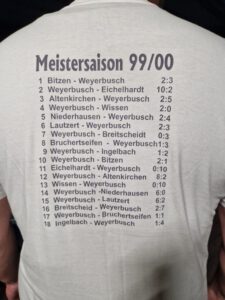 Meistersaison 99/00
1 Bitzen - Weyerbusch 2:3
2 Weyerbusch - Eichelhardt 10:2
3 Altenkirchen - Weyerbusch 2:5
4 Weyerbusch - Wissen 2:0
5 Niederhausen - Weyerbusch 2:4
6 Lautzert - Weyerbusch 2:3
7 Weyerbusch - Breitscheidt 0:3
8 Bruchertseifen - Weyerbusch 1:3
9 Weyerbusch - Ingelbach 1:2
10 Weyerbusch - Bitzen 2:1
11 Eichelhardt - Weyerbusch 0:10
12 Weyerbusch - Altenkirchen 8:2
13 Wissen - Weyerbusch 0:10
14 Weyerbusch -Niederhausen 6:0
15 Weyerbusch - Lautzert 6:2
16 Breitscheid - Weyerbusch 2:7
17 Weyerbusch - Bruchertseifen 1:1
18 Ingelbach - Weyerbusch 1:4